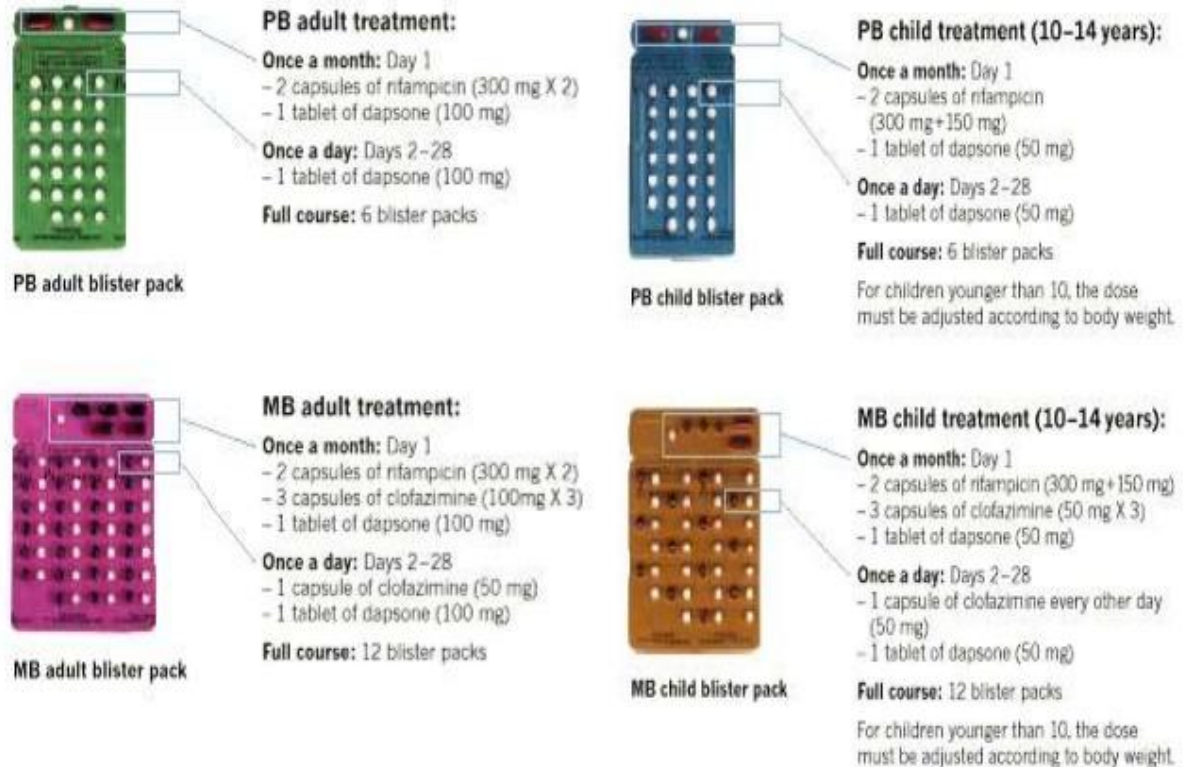 PB adult treatment:
Once a month: Day 1
– 2 capsules of rifampicin (300 mg X 2)
– 1 tablet of dapsone (100 mg)
Once a day: Days 2–28
– 1 tablet of dapsone (100 mg)
Full course: 6 blister packs
PB adult blister pack
PB child treatment (10–14 years):
Once a month: Day 1
– 2 capsules of rifampicin
(300 mg+150 mg)
– 1 tablet of dapsone (50 mg)
Once a day: Days 2–28
– 1 tablet of dapsone (50 mg)
Full course: 6 blister packs
For children younger than 10, the dose
must be adjusted according to body weight.
PB child blister pack
MB adult treatment:
Once a month: Day 1
– 2 capsules of rifampicin (300 mg X 2)
– 3 capsules of clofazimine (100mg X 3)
– 1 tablet of dapsone (100 mg)
Once a day: Days 2–28
– 1 capsule of clofazimine (50 mg)
– 1 tablet of dapsone (100 mg)
Full course: 12 blister packs
MB adult blister pack
MB child treatment (10–14 years):
Once a month: Day 1
– 2 capsules of rifampicin (300 mg+150 mg)
– 3 capsules of clofazimine (50 mg X 3)
– 1 tablet of dapsone (50 mg)
Once a day: Days 2–28
– 1 capsule of clofazimine every other day
(50 mg)
– 1 tablet of dapsone (50 mg)
Full course: 12 blister packs
For children younger than 10, the dose
must be adjusted according to body weight.
MB child blister pack